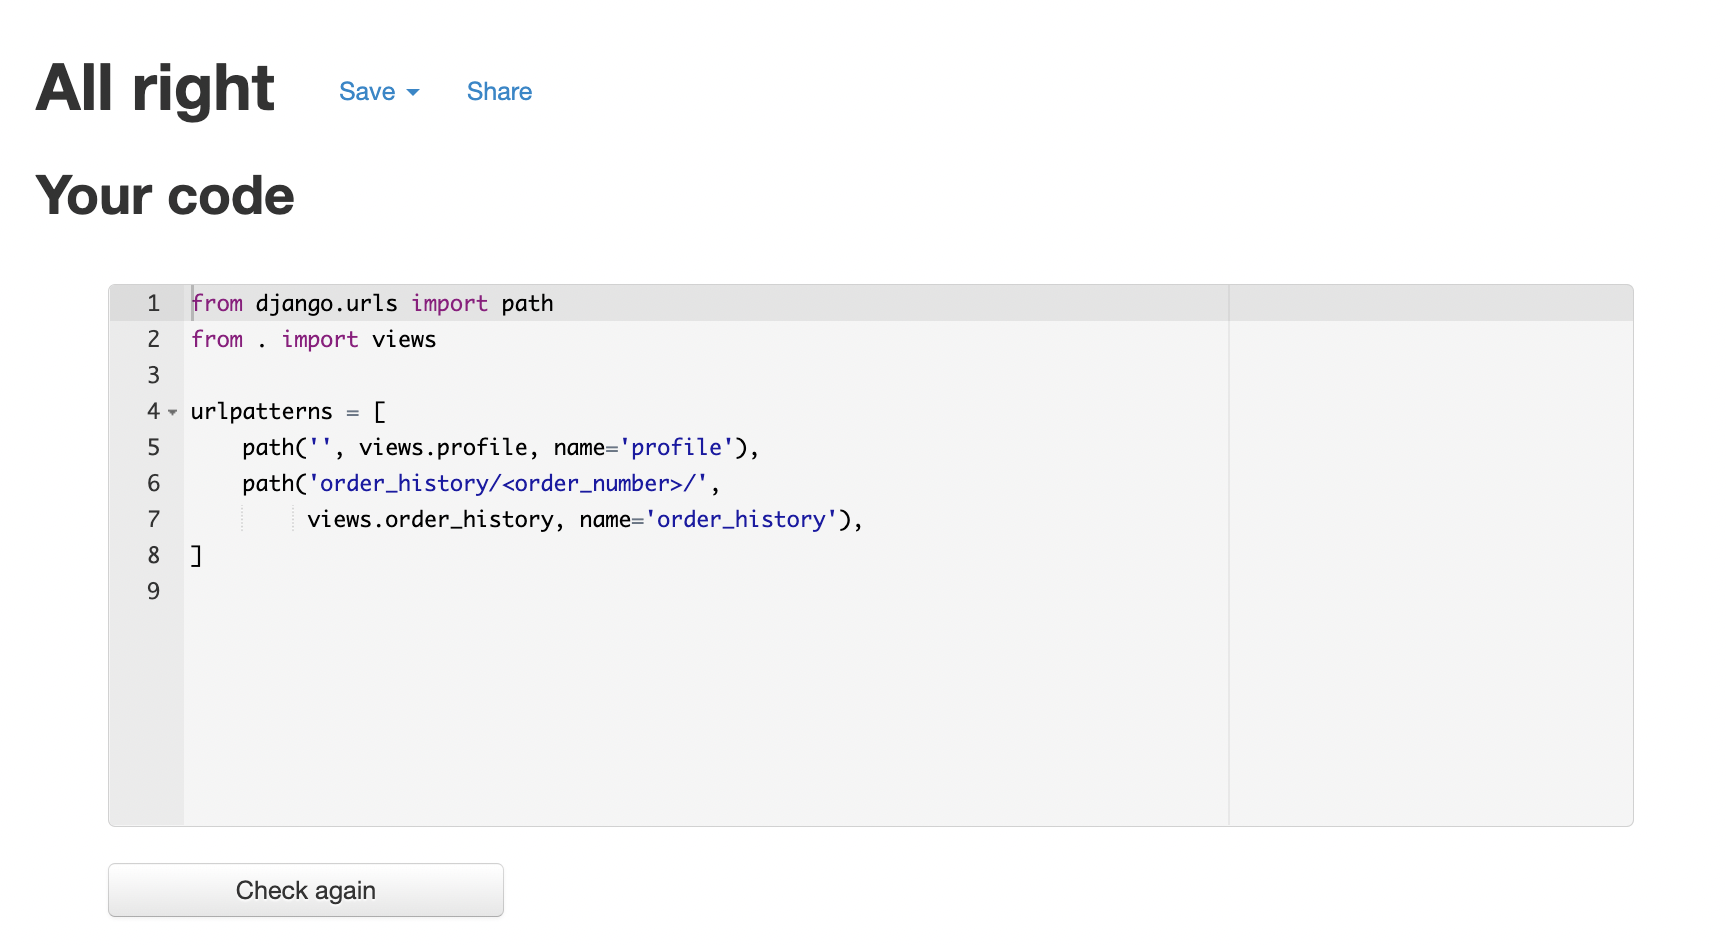 All right Save Share
Your code
1 from django.urls import path
2 from . import views
3
4 urlpatterns = [
5     path('', views.profile, name='profile'),
6     path('order_history/<order_number>/',
7          views.order_history, name='order_history'),
8 ]
9
Check again